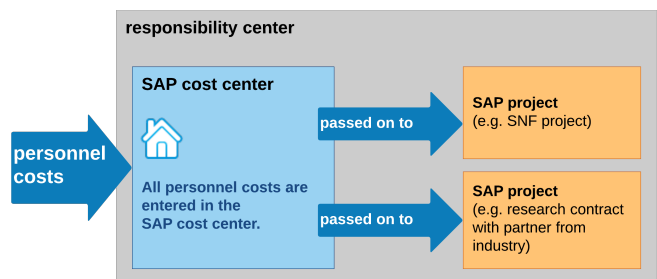 responsibility center
SAP cost center
personnel
costs
All personnel costs are
entered in the
SAP cost center.
passed on to
SAP project
(e.g. SNF project)
passed on to
SAP project
(e.g. research contract
with partner from
industry)